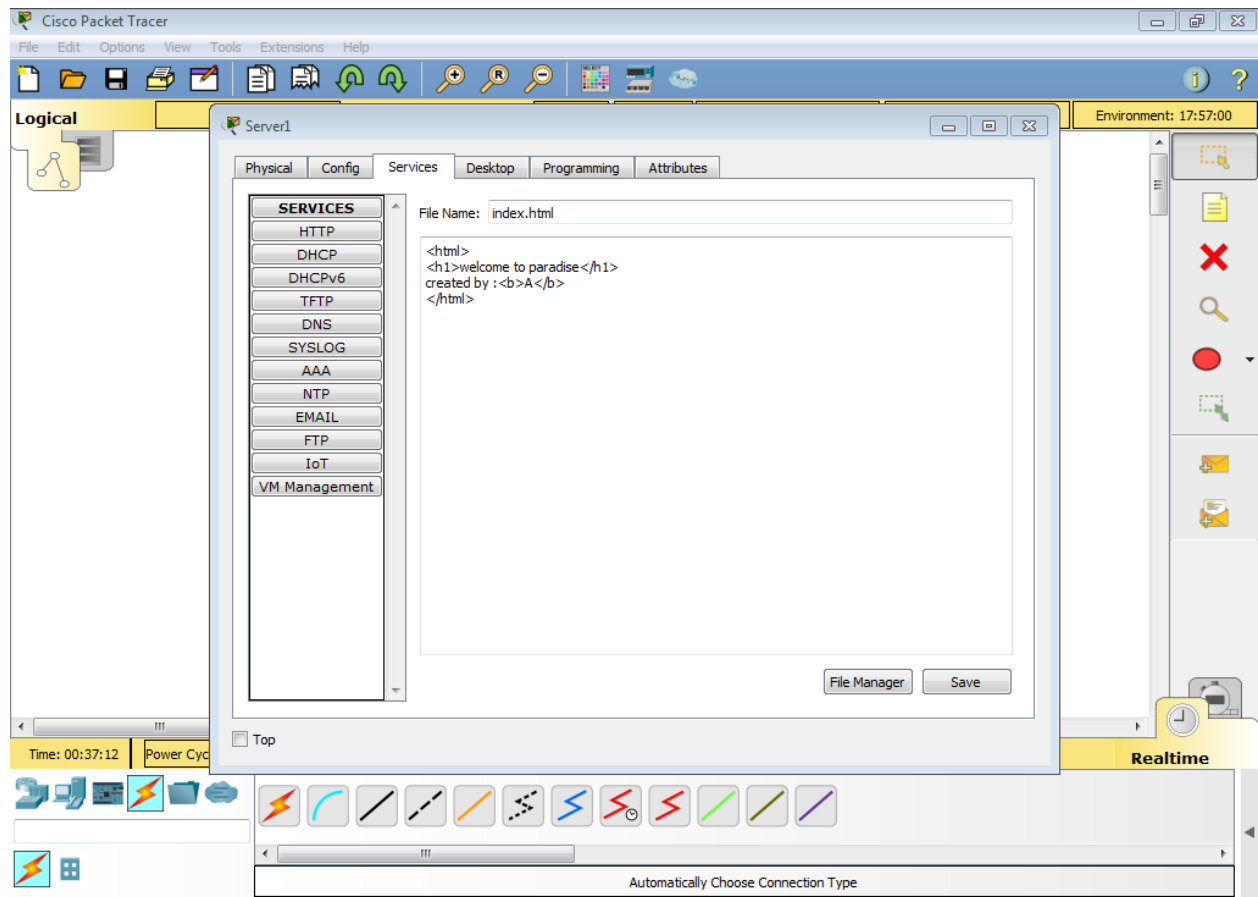 Cisco Packet Tracer
File Edit Options View Tools Extensions Help
Logical
Environment: 17:57:00
Server1
Physical Config Services Desktop Programming Attributes
SERVICES
HTTP
DHCP
DHCPv6
TFTP
DNS
SYSLOG
AAA
NTP
EMAIL
FTP
IoT
VM Management
File Name: index.html
<html>
<h1>welcome to paradise</h1>
created by :<b>A</b>
</html>
File Manager Save
Top
Time: 00:37:12 Power Cyc
Realtime
Automatically Choose Connection Type